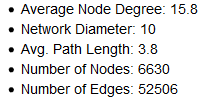 • Average Node Degree: 15.8
• Network Diameter: 10
• Avg. Path Length: 3.8
• Number of Nodes: 6630
• Number of Edges: 52506